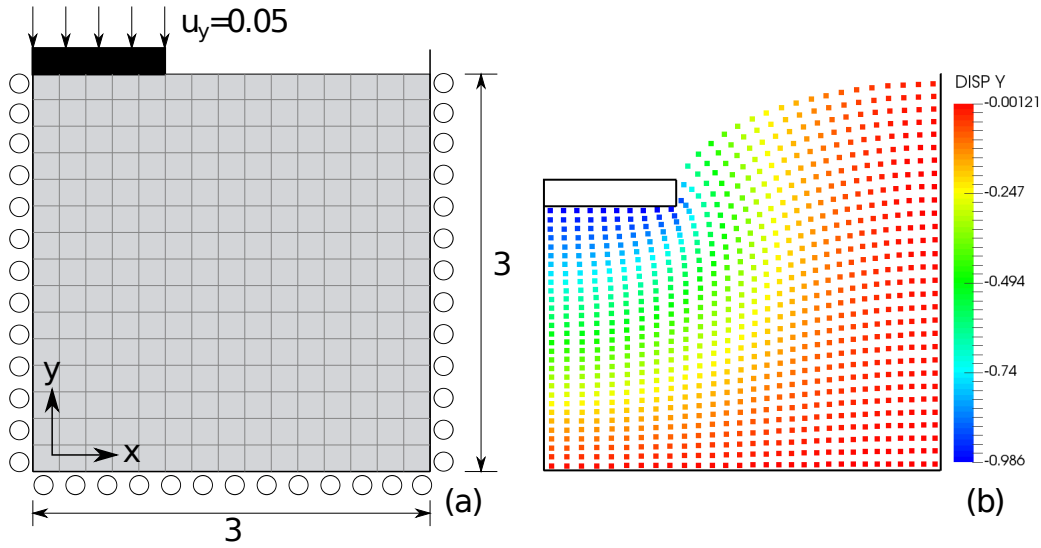 u_y=0.05
y
x
3
3
(a)
DISP Y
-0.00121
-0.247
-0.494
-0.74
-0.986
(b)